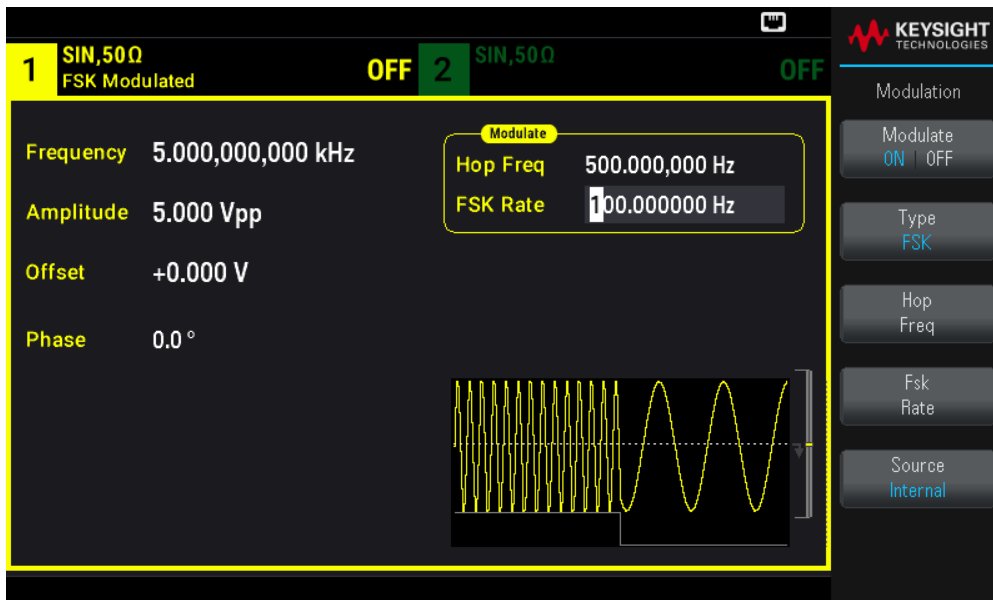 1 SIN,50Ω
FSK Modulated OFF
2 SIN,50Ω OFF
Frequency 5.000,000,000 kHz
Amplitude 5.000 Vpp
Offset +0.000 V
Phase 0.0 °
Modulate
Hop Freq 500.000,000 Hz
FSK Rate 100.000000 Hz
KEYSIGHT
TECHNOLOGIES
Modulation
Modulate
ON | OFF
Type
FSK
Hop
Freq
Fsk
Rate
Source
Internal